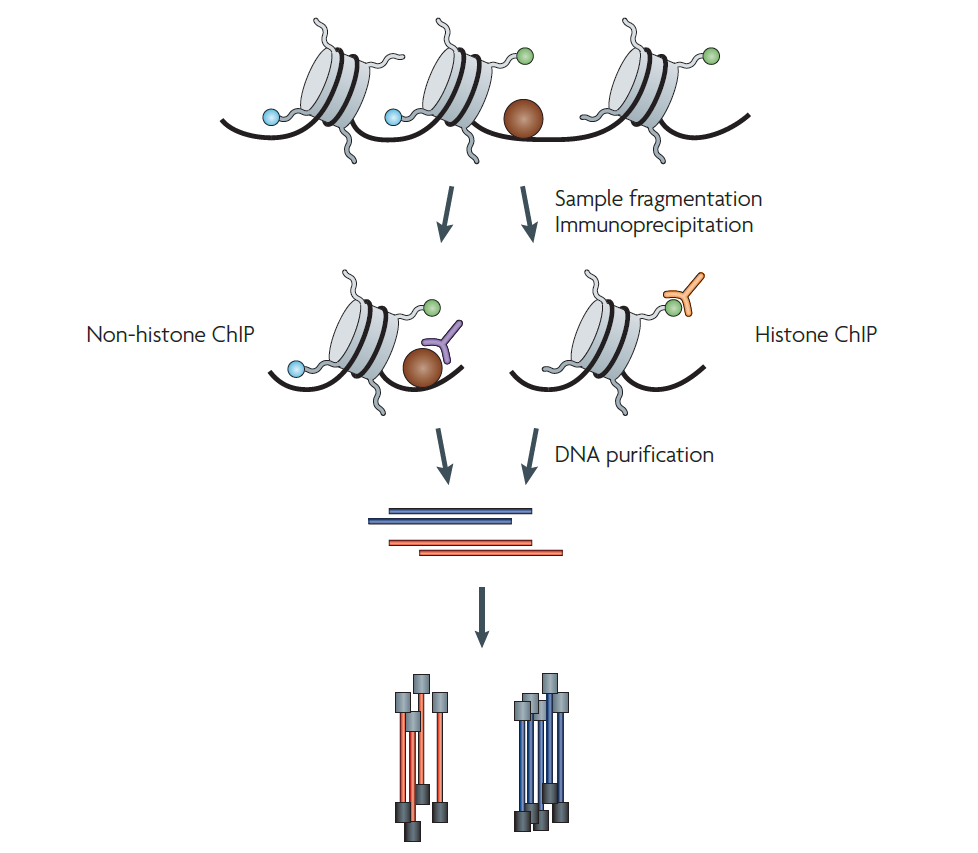 Sample fragmentation
Immunoprecipitation
Non-histone ChIP
Histone ChIP
DNA purification